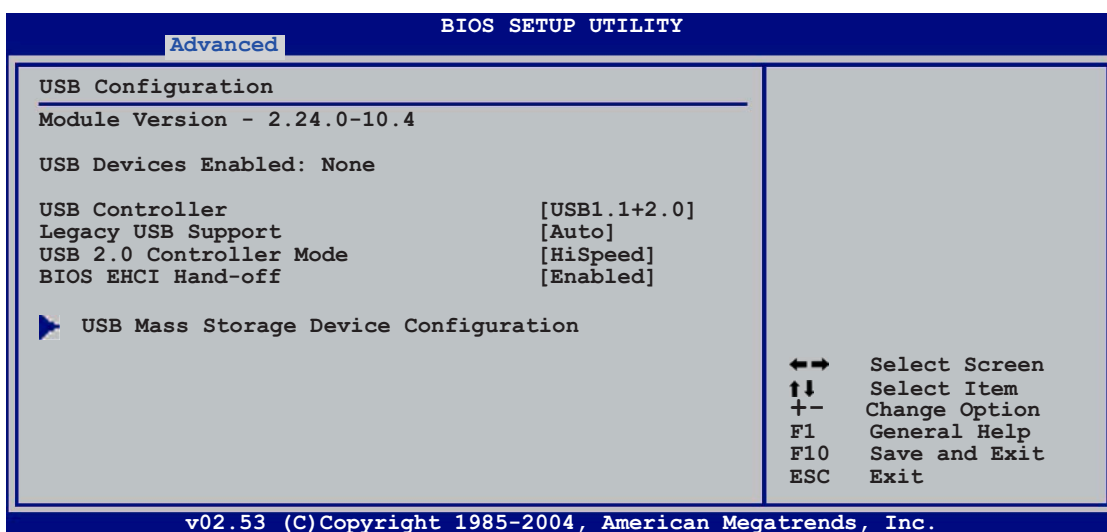 BIOS SETUP UTILITY
Advanced
USB Configuration
Module Version - 2.24.0-10.4
USB Devices Enabled: None
USB Controller [USB1.1+2.0]
Legacy USB Support [Auto]
USB 2.0 Controller Mode [HiSpeed]
BIOS EHCI Hand-off [Enabled]
USB Mass Storage Device Configuration
←→ Select Screen
↑↓ Select Item
+- Change Option
F1 General Help
F10 Save and Exit
ESC Exit
v02.53 (C)Copyright 1985-2004, American Megatrends, Inc.